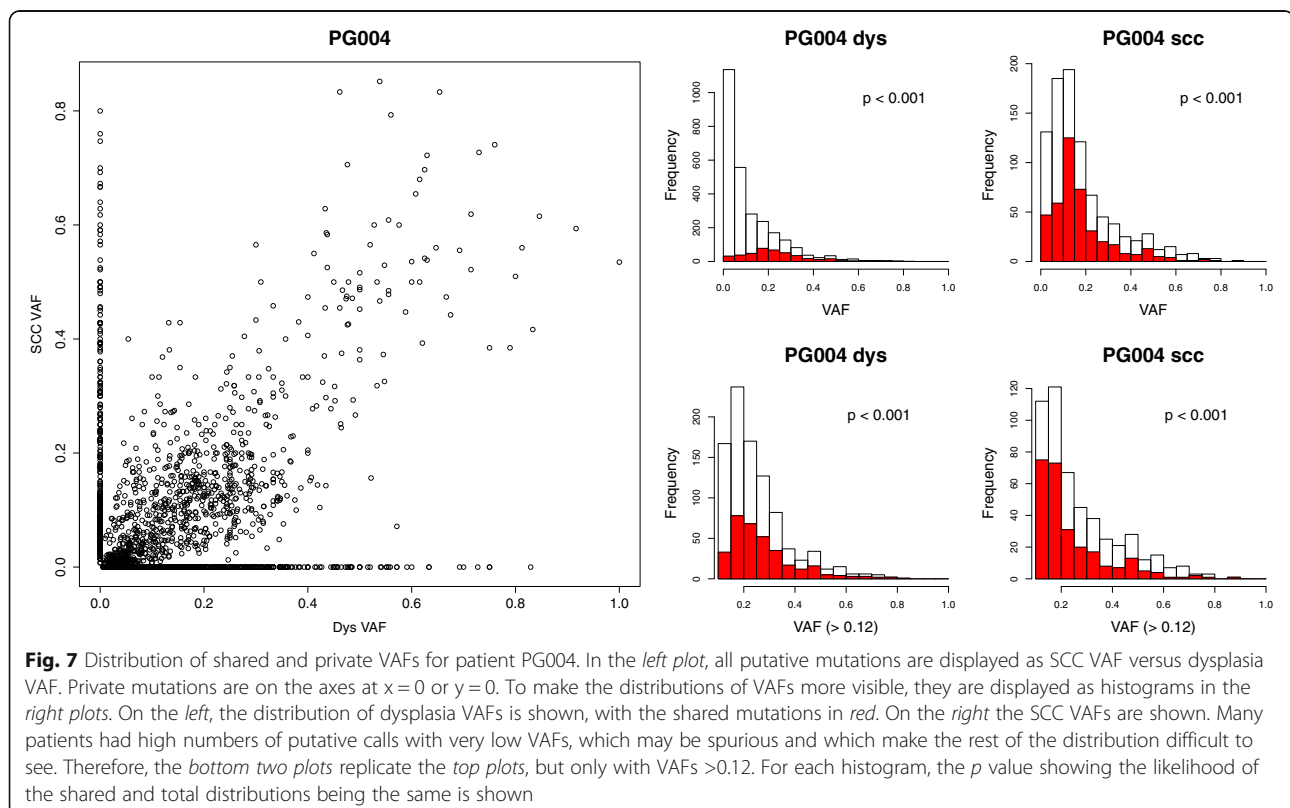 PG004
SCC VAF
0.8
0.6
0.4
0.2
0.0
0.0 0.2 0.4 0.6 0.8 1.0
Dys VAF
PG004 dys
p < 0.001
Frequency
1000
800
600
400
200
0
0.0 0.2 0.4 0.6 0.8 1.0
VAF
PG004 scc
p < 0.001
Frequency
200
150
100
50
0
0.0 0.2 0.4 0.6 0.8 1.0
VAF
PG004 dys
p < 0.001
Frequency
200
150
100
50
0
0.2 0.4 0.6 0.8 1.0
VAF (> 0.12)
PG004 scc
p < 0.001
Frequency
120
100
80
60
40
20
0
0.2 0.4 0.6 0.8 1.0
VAF (> 0.12)
Fig. 7 Distribution of shared and private VAFs for patient PG004. In the left plot, all putative mutations are displayed as SCC VAF versus dysplasia
VAF. Private mutations are on the axes at x = 0 or y = 0. To make the distributions of VAFs more visible, they are displayed as histograms in the
right plots. On the left, the distribution of dysplasia VAFs is shown, with the shared mutations in red. On the right the SCC VAFs are shown. Many
patients had high numbers of putative calls with very low VAFs, which may be spurious and which make the rest of the distribution difficult to
see. Therefore, the bottom two plots replicate the top plots, but only with VAFs >0.12. For each histogram, the p value showing the likelihood of
the shared and total distributions being the same is shown